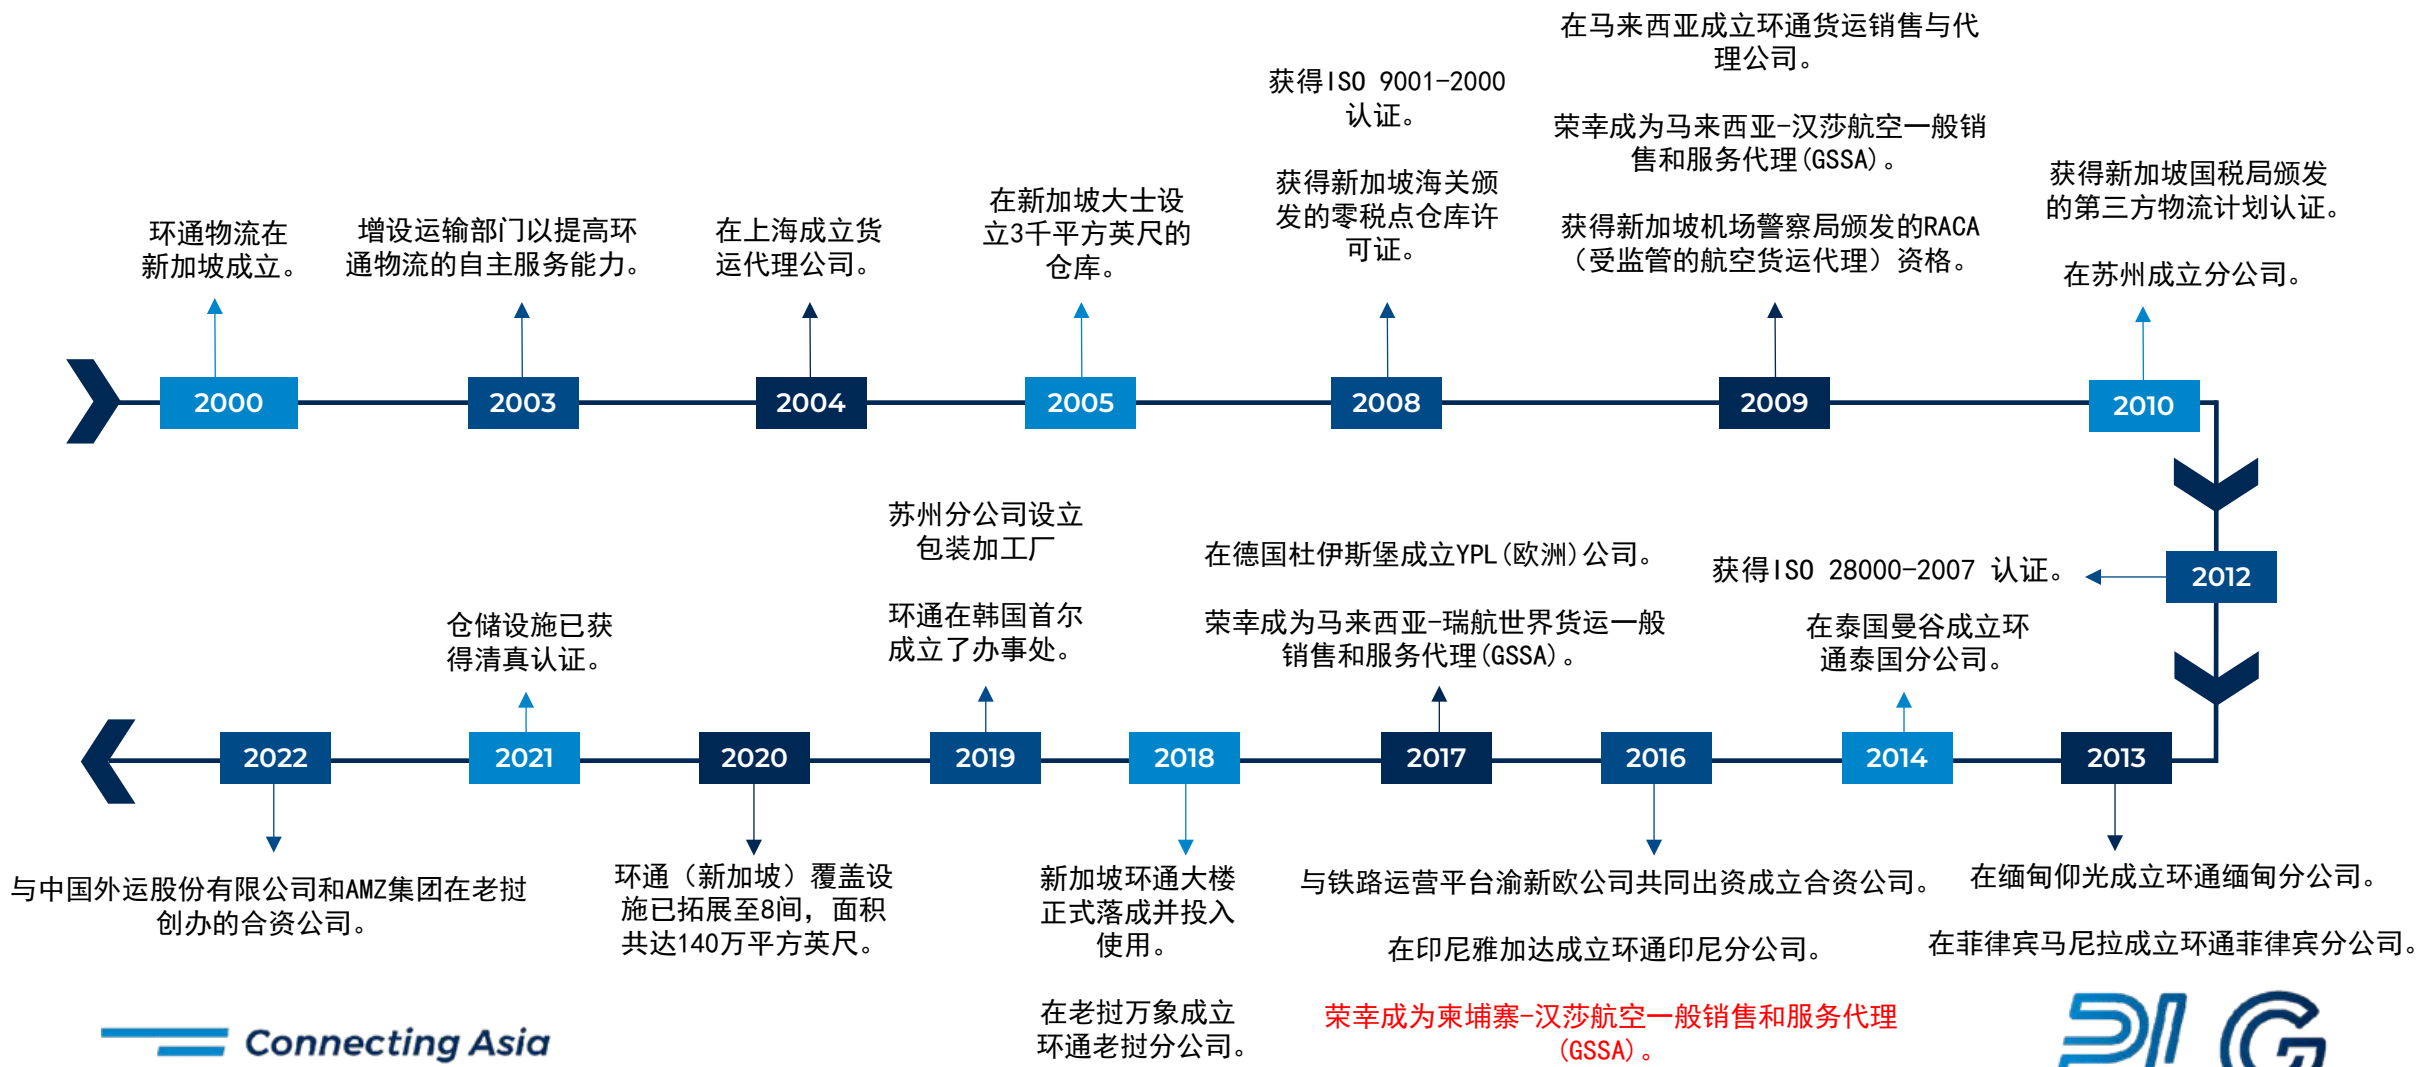 环通物流在
新加坡成立。
增设运输部门以提高环
通物流的自主服务能力。
在上海成立货
运代理公司。
在新加坡大士设
立3千平方英尺的
仓库。
获得ISO 9001-2000
认证。
获得新加坡海关颁
发的零税点仓库许
可证。
在马来西亚成立环通货运销售与代
理公司。
荣幸成为马来西亚-汉莎航空一般销
售和服务代理(GSSA)。
获得新加坡机场警察局颁发的RACA
（受监管的航空货运代理）资格。
获得新加坡国税局颁发
的第三方物流计划认证。
在苏州成立分公司。
2000
2003
2004
2005
2008
2009
2010
2012
获得ISO 28000-2007 认证。
在泰国曼谷成立环
通泰国分公司。
在德国杜伊斯堡成立YPL(欧洲)公司。
荣幸成为马来西亚-瑞航世界货运一般
销售和服务代理(GSSA)。
苏州分公司设立
包装加工厂
环通在韩国首尔
成立了办事处。
仓储设施已获
得清真认证。
2022
2021
2020
2019
2018
2017
2016
2014
2013
与中国外运股份有限公司和AMZ集团在老挝
创办的合资公司。
环通（新加坡）覆盖设
施已拓展至8间，面积
共达140万平方英尺。
新加坡环通大楼
正式落成并投入
使用。
在老挝万象成立
环通老挝分公司。
与铁路运营平台渝新欧公司共同出资成立合资公司。
在印尼雅加达成立环通印尼分公司。
荣幸成为柬埔寨-汉莎航空一般销售和服务代理
(GSSA)。
在缅甸仰光成立环通缅甸分公司。
在菲律宾马尼拉成立环通菲律宾分公司。
Connecting Asia